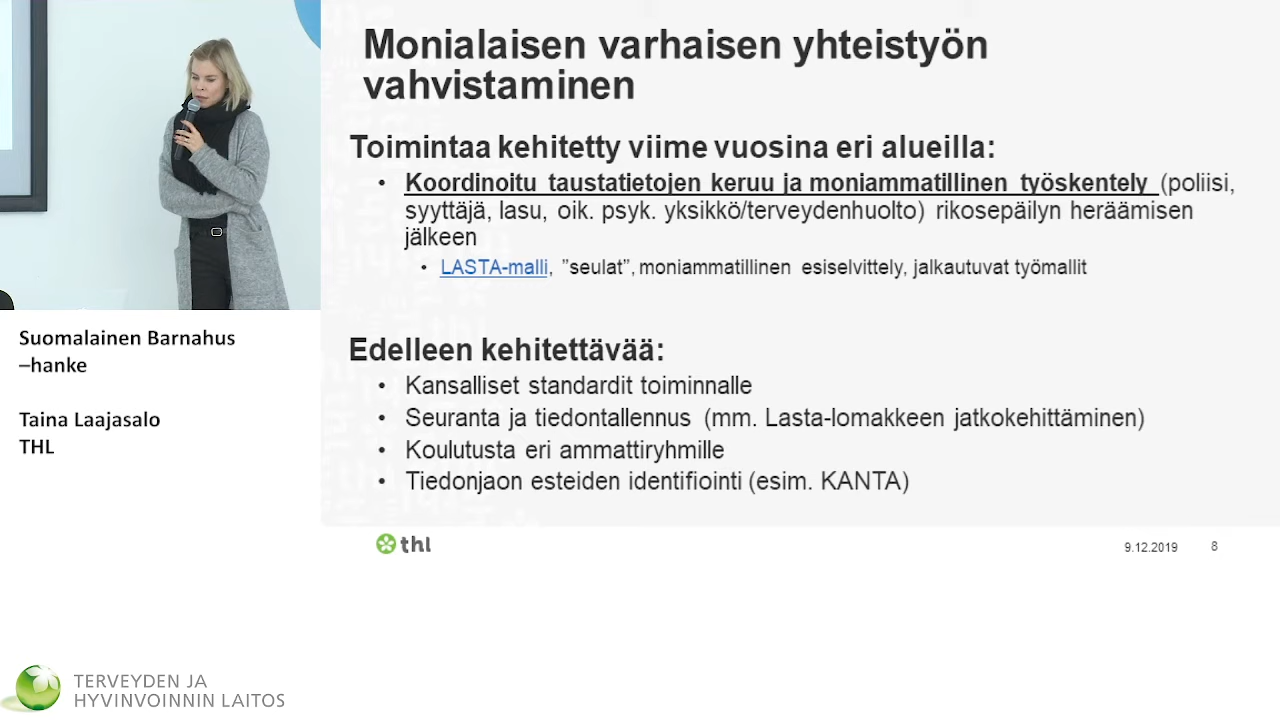 Monialaisen varhaisen yhteistyön
vahvistaminen
Toimintaa kehitetty viime vuosina eri alueilla:
• Koordinoitu taustatietojen keruu ja moniammatillinen työskentely (poliisi,
syyttäjä, lasu, oik. psyk. yksikkö/terveydenhuolto) rikosepäilyn heräämisen
jälkeen
• LASTA-malli, ”seulat”, moniammatillinen esiselvittely, jalkautuvat työmallit
Edelleen kehitettävää:
• Kansalliset standardit toiminnalle
• Seuranta ja tiedontallennus (mm. Lasta-lomakkeen jatkokehittäminen)
• Koulutusta eri ammattiryhmille
• Tiedonjaon esteiden identifiointi (esim. KANTA)
thl
9.12.2019 8
Suomalainen Barnahus
–hanke
Taina Laajasalo
THL
TERVEYDEN JA
HYVINVOINNIN LAITOS